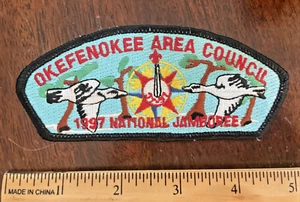 OKEFENOKEE AREA COUNCIL
1997 NATIONAL JAMBOREE
MADE IN CHINA 1 2 3 4 5